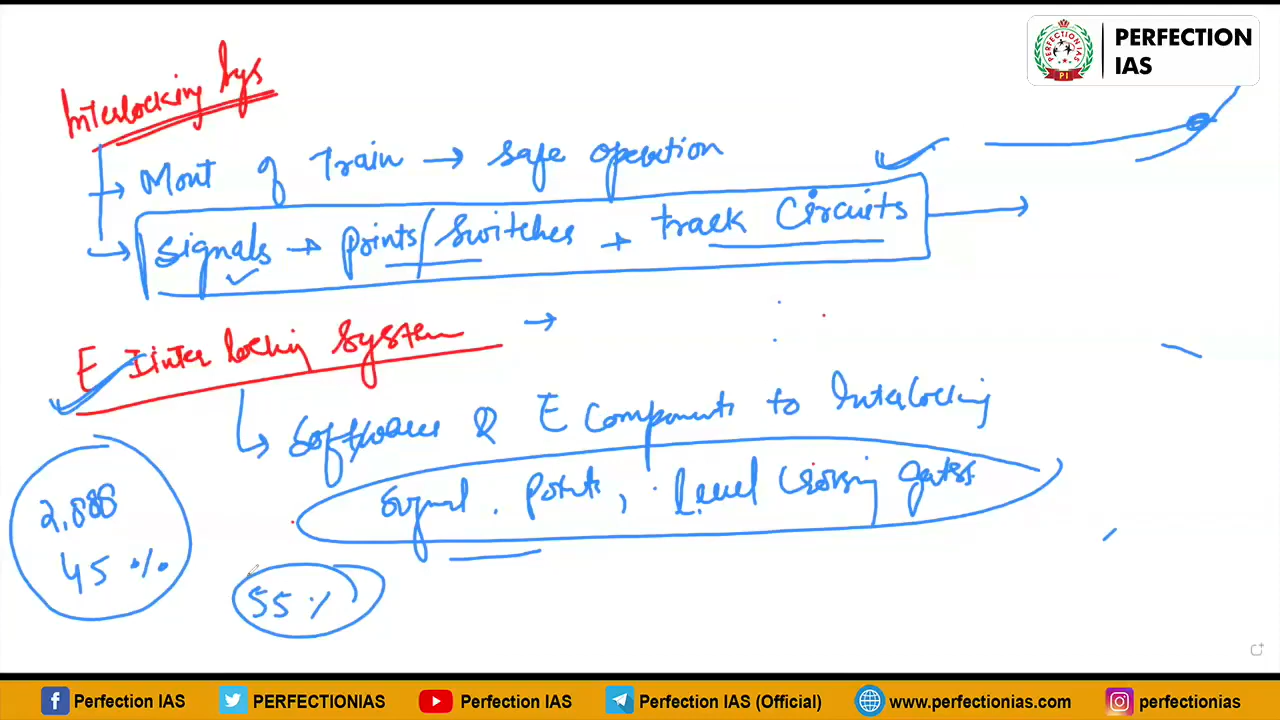 PERFECTION
IAS
Interlocking Sys
→ Mont of Train → safe operation
→ signals → points/switches + track Circuits →
E Iinter locking System →
↳ Software & E Components to Interlocking
Signal, Points, Level Crossing gates
2,888
45 %
55 %
Perfection IAS
PERFECTIONIAS
Perfection IAS
Perfection IAS (Official)
www.perfectionias.com
perfectionias